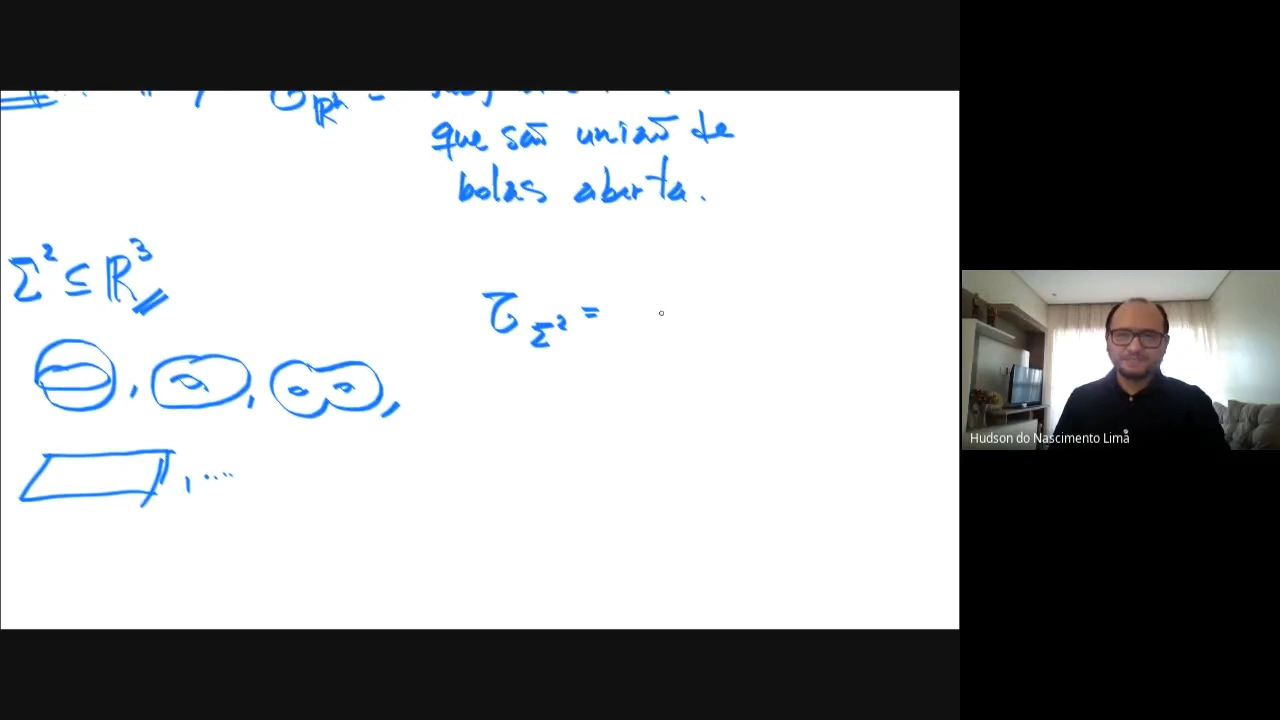 que são união de
bolas aberta.
Σ² ⊆ ℝ³
τ_Σ² =
, , ,
, ....
Hudson do Nascimento Lima